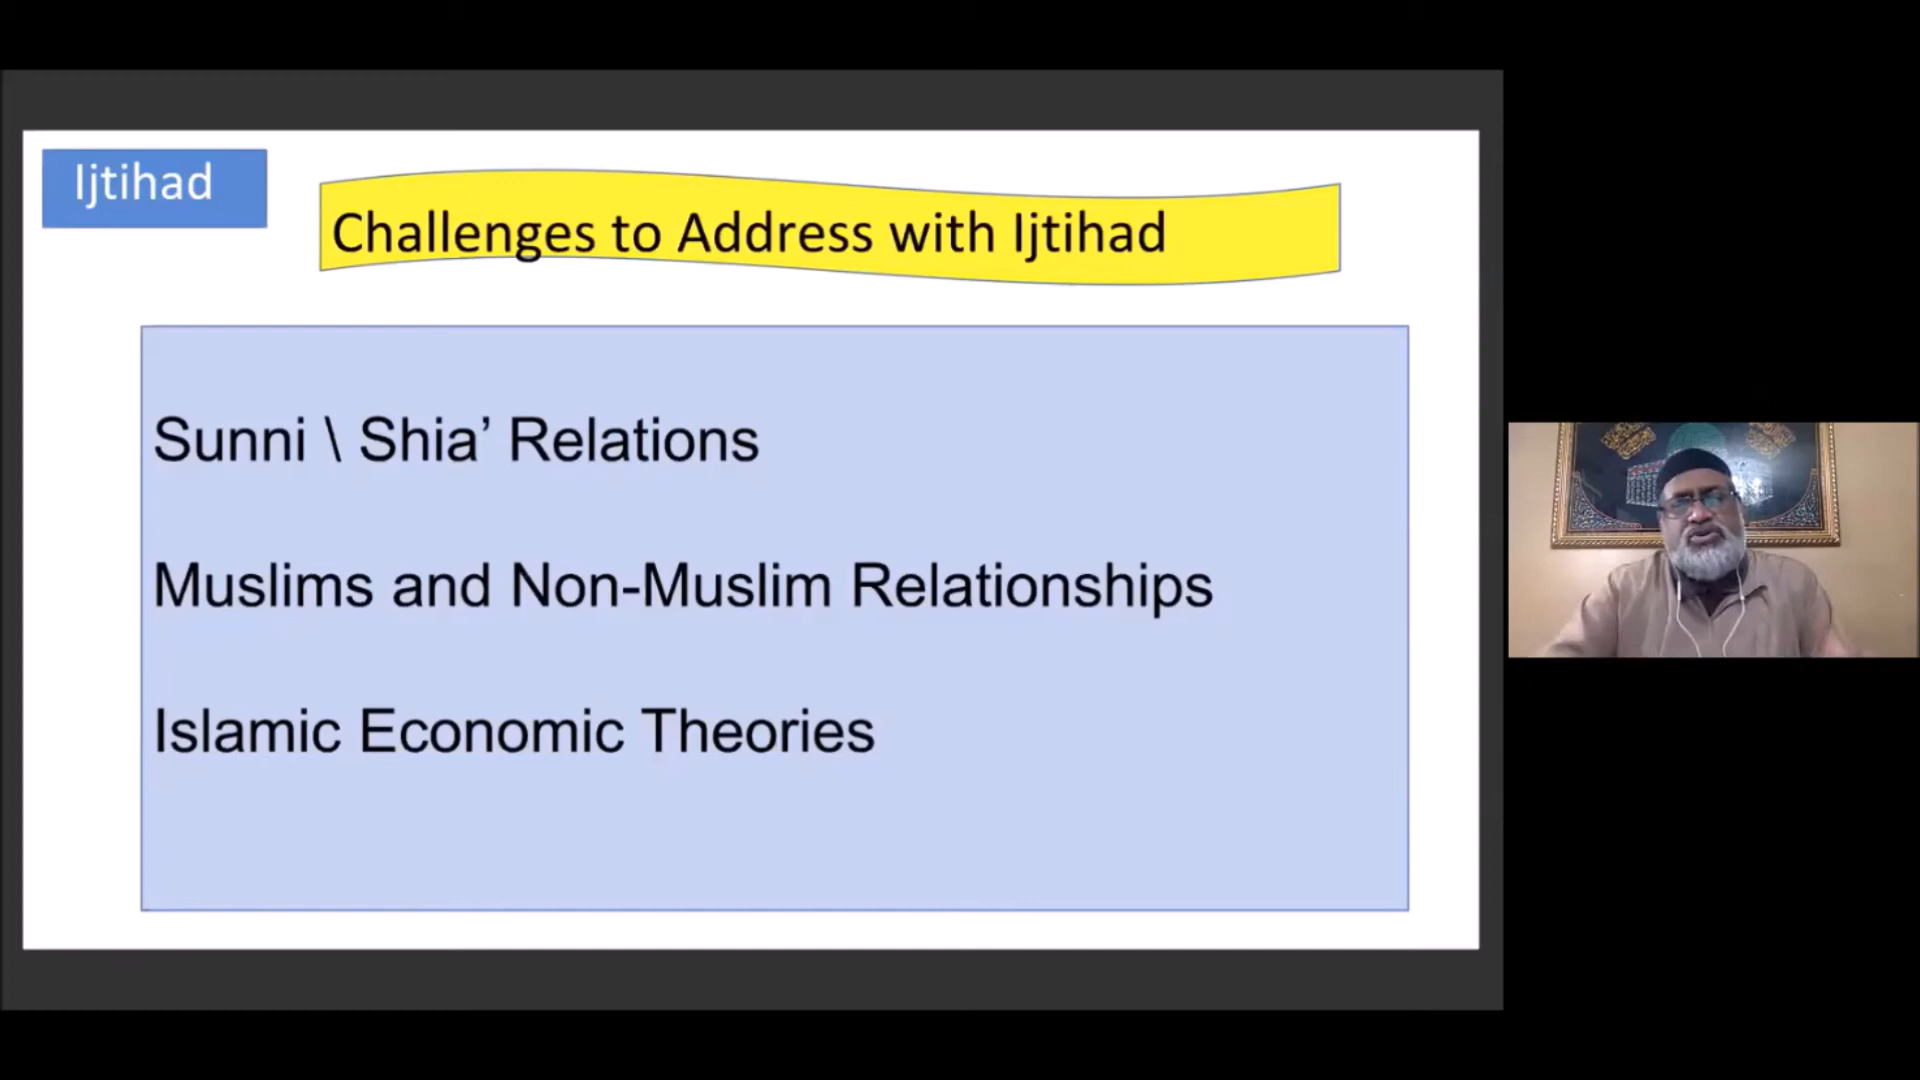 Ijtihad
Challenges to Address with Ijtihad
Sunni \ Shia’ Relations
Muslims and Non-Muslim Relationships
Islamic Economic Theories